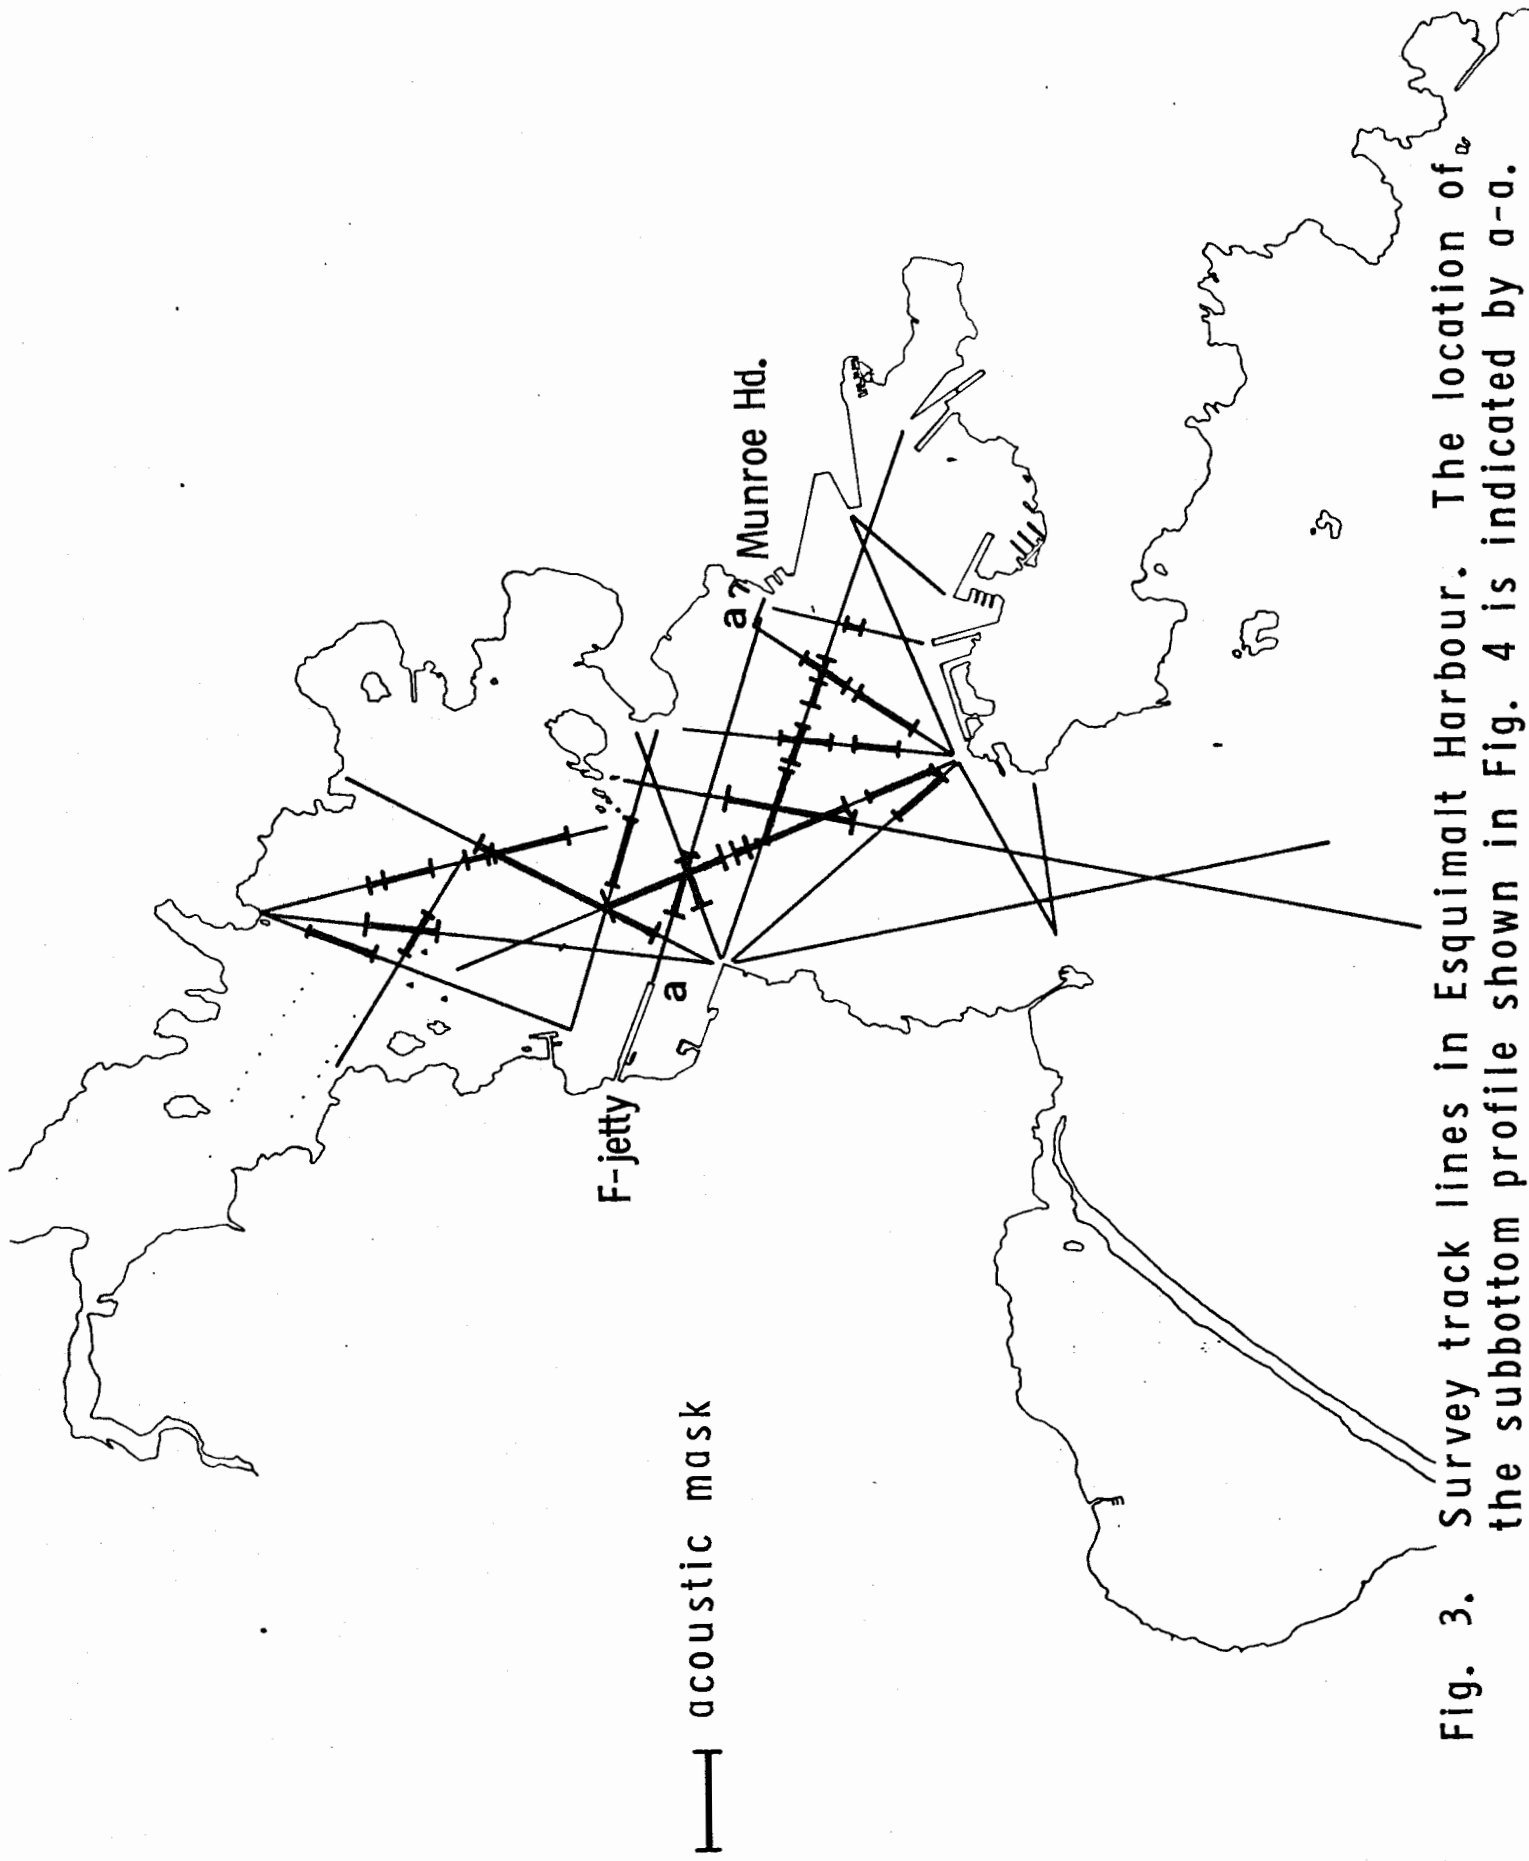 Munroe Hd.
a
F-jetty
a
acoustic mask
Fig. 3. Survey track lines in Esquimalt Harbour. The location of
the subbottom profile shown in Fig. 4 is indicated by a-a.